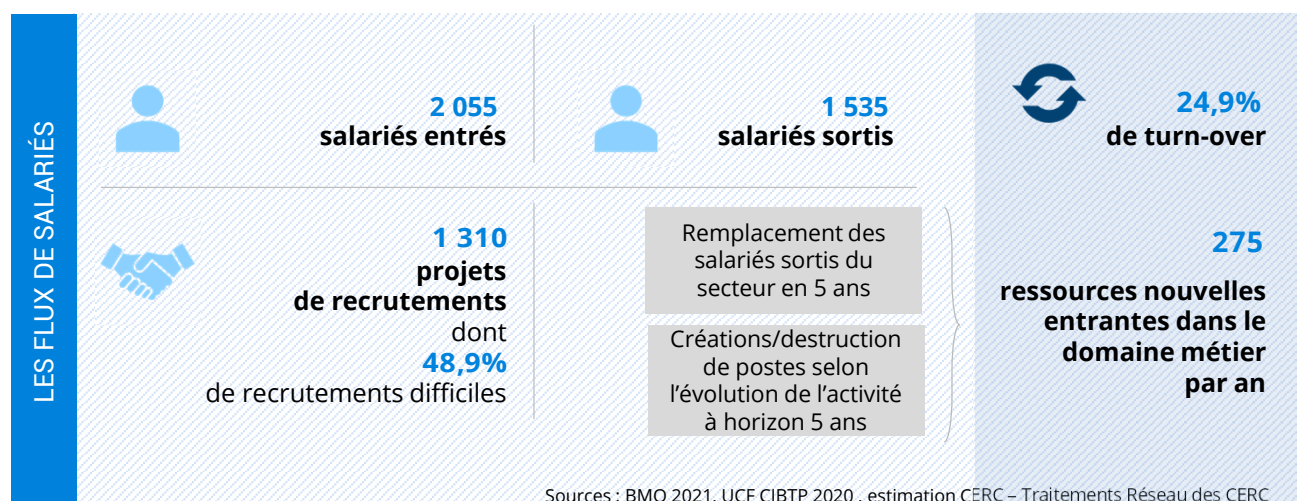 LES FLUX DE SALARIÉS
2 055
salariés entrés
1 535
salariés sortis
24,9%
de turn-over
1 310
projets
de recrutements
dont
48,9%
de recrutements difficiles
Remplacement des
salariés sortis du
secteur en 5 ans
Créations/destruction
de postes selon
l’évolution de l’activité
à horizon 5 ans
275
ressources nouvelles
entrantes dans le
domaine métier
par an
Sources : BMO 2021, UCF CIBTP 2020 , estimation CERC – Traitements Réseau des CERC